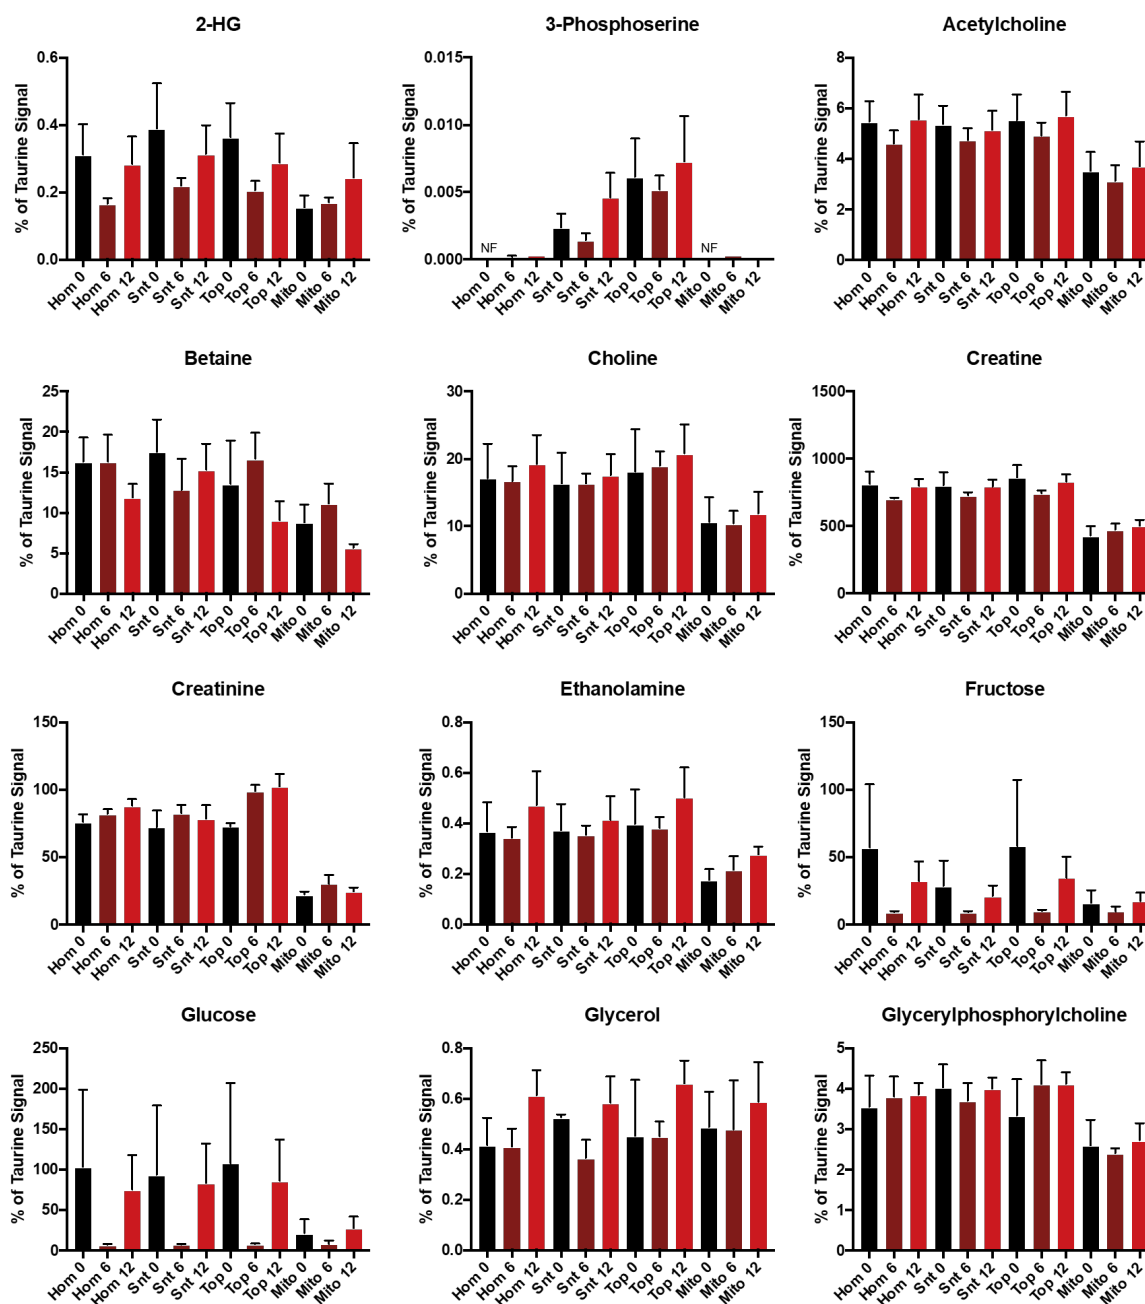 2-HG
% of Taurine Signal
0.6
0.4
0.2
0.0
Hom 0
Hom 6
Hom 12
Snt 0
Snt 6
Snt 12
Top 0
Top 6
Top 12
Mito 0
Mito 6
Mito 12
3-Phosphoserine
% of Taurine Signal
0.015
0.010
0.005
0.000
NF
NF
Hom 0
Hom 6
Hom 12
Snt 0
Snt 6
Snt 12
Top 0
Top 6
Top 12
Mito 0
Mito 6
Mito 12
Acetylcholine
% of Taurine Signal
8
6
4
2
0
Hom 0
Hom 6
Hom 12
Snt 0
Snt 6
Snt 12
Top 0
Top 6
Top 12
Mito 0
Mito 6
Mito 12
Betaine
% of Taurine Signal
25
20
15
10
5
0
Hom 0
Hom 6
Hom 12
Snt 0
Snt 6
Snt 12
Top 0
Top 6
Top 12
Mito 0
Mito 6
Mito 12
Choline
% of Taurine Signal
30
20
10
0
Hom 0
Hom 6
Hom 12
Snt 0
Snt 6
Snt 12
Top 0
Top 6
Top 12
Mito 0
Mito 6
Mito 12
Creatine
% of Taurine Signal
1500
1000
500
0
Hom 0
Hom 6
Hom 12
Snt 0
Snt 6
Snt 12
Top 0
Top 6
Top 12
Mito 0
Mito 6
Mito 12
Creatinine
% of Taurine Signal
150
100
50
0
Hom 0
Hom 6
Hom 12
Snt 0
Snt 6
Snt 12
Top 0
Top 6
Top 12
Mito 0
Mito 6
Mito 12
Ethanolamine
% of Taurine Signal
0.8
0.6
0.4
0.2
0.0
Hom 0
Hom 6
Hom 12
Snt 0
Snt 6
Snt 12
Top 0
Top 6
Top 12
Mito 0
Mito 6
Mito 12
Fructose
% of Taurine Signal
150
100
50
0
Hom 0
Hom 6
Hom 12
Snt 0
Snt 6
Snt 12
Top 0
Top 6
Top 12
Mito 0
Mito 6
Mito 12
Glucose
% of Taurine Signal
250
200
150
100
50
0
Hom 0
Hom 6
Hom 12
Snt 0
Snt 6
Snt 12
Top 0
Top 6
Top 12
Mito 0
Mito 6
Mito 12
Glycerol
% of Taurine Signal
0.8
0.6
0.4
0.2
0.0
Hom 0
Hom 6
Hom 12
Snt 0
Snt 6
Snt 12
Top 0
Top 6
Top 12
Mito 0
Mito 6
Mito 12
Glycerylphosphorylcholine
% of Taurine Signal
5
4
3
2
1
0
Hom 0
Hom 6
Hom 12
Snt 0
Snt 6
Snt 12
Top 0
Top 6
Top 12
Mito 0
Mito 6
Mito 12